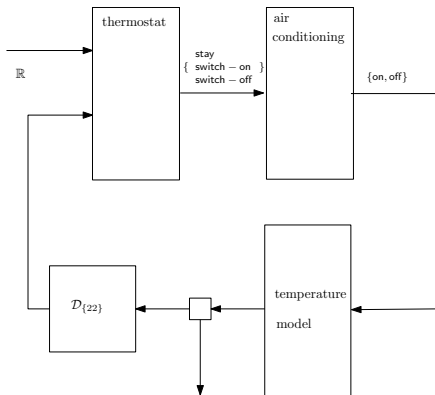 thermostat
air
conditioning
ℝ
stay
{ switch − on }
switch − off
{on, off}
temperature
model
𝒟{22}